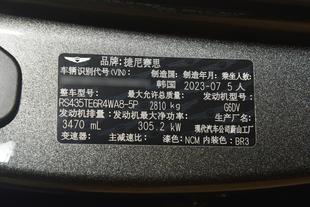 品牌：捷尼赛思
车辆识别代号(VIN)： 制造国： 制造年月： 乘坐人数：
韩国 2023-07 5人
整车型号： 最大允许总质量： 发动机型号：
RS435TE6R4WA8-5P 2810 kg G6DV
发动机排量： 发动机最大净功率： 生产厂名：
3470 mL 305.2 kW 现代汽车公司蔚山工厂
变速器： 主减速比： 漆色：NCM 内装色：BR3